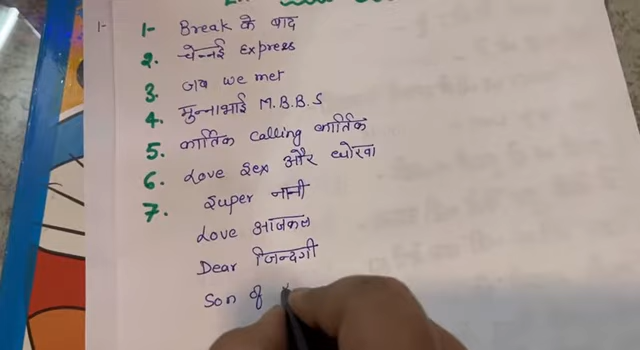 1-
1- Break के बाद
2. चेन्नई Express
3. जब we met
4. मुन्नाभाई M.B.B.S
5. कार्तिक calling कार्तिक
6. Love Sex और धोखा
7. Super नानी
Love आजकल
Dear जिन्दगी
Son of